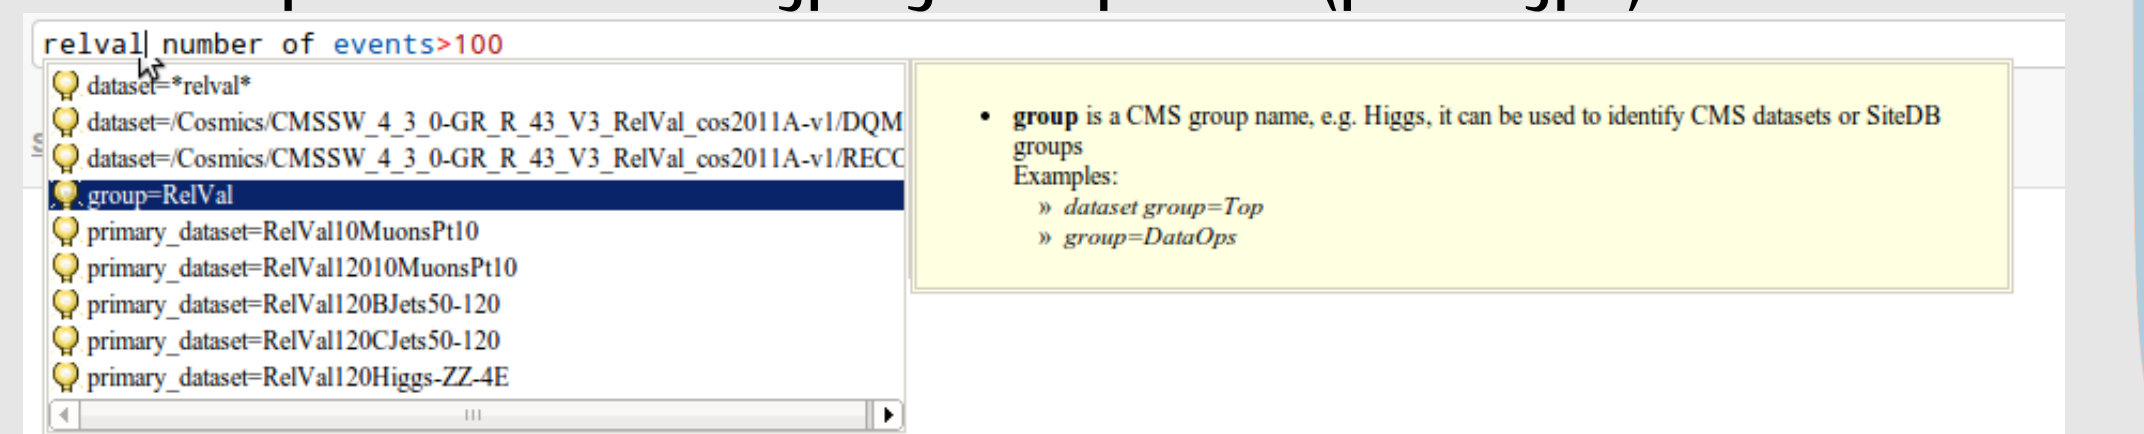 relval number of events>100
dataset=*relval*
dataset=/Cosmics/CMSSW_4_3_0-GR_R_43_V3_RelVal_cos2011A-v1/DQM
dataset=/Cosmics/CMSSW_4_3_0-GR_R_43_V3_RelVal_cos2011A-v1/RECO
group=RelVal
primary_dataset=RelVal10MuonsPt10
primary_dataset=RelVal12010MuonsPt10
primary_dataset=RelVal120BJets50-120
primary_dataset=RelVal120CJets50-120
primary_dataset=RelVal120Higgs-ZZ-4E
• group is a CMS group name, e.g. Higgs, it can be used to identify CMS datasets or SiteDB
groups
Examples:
» dataset group=Top
» group=DataOps